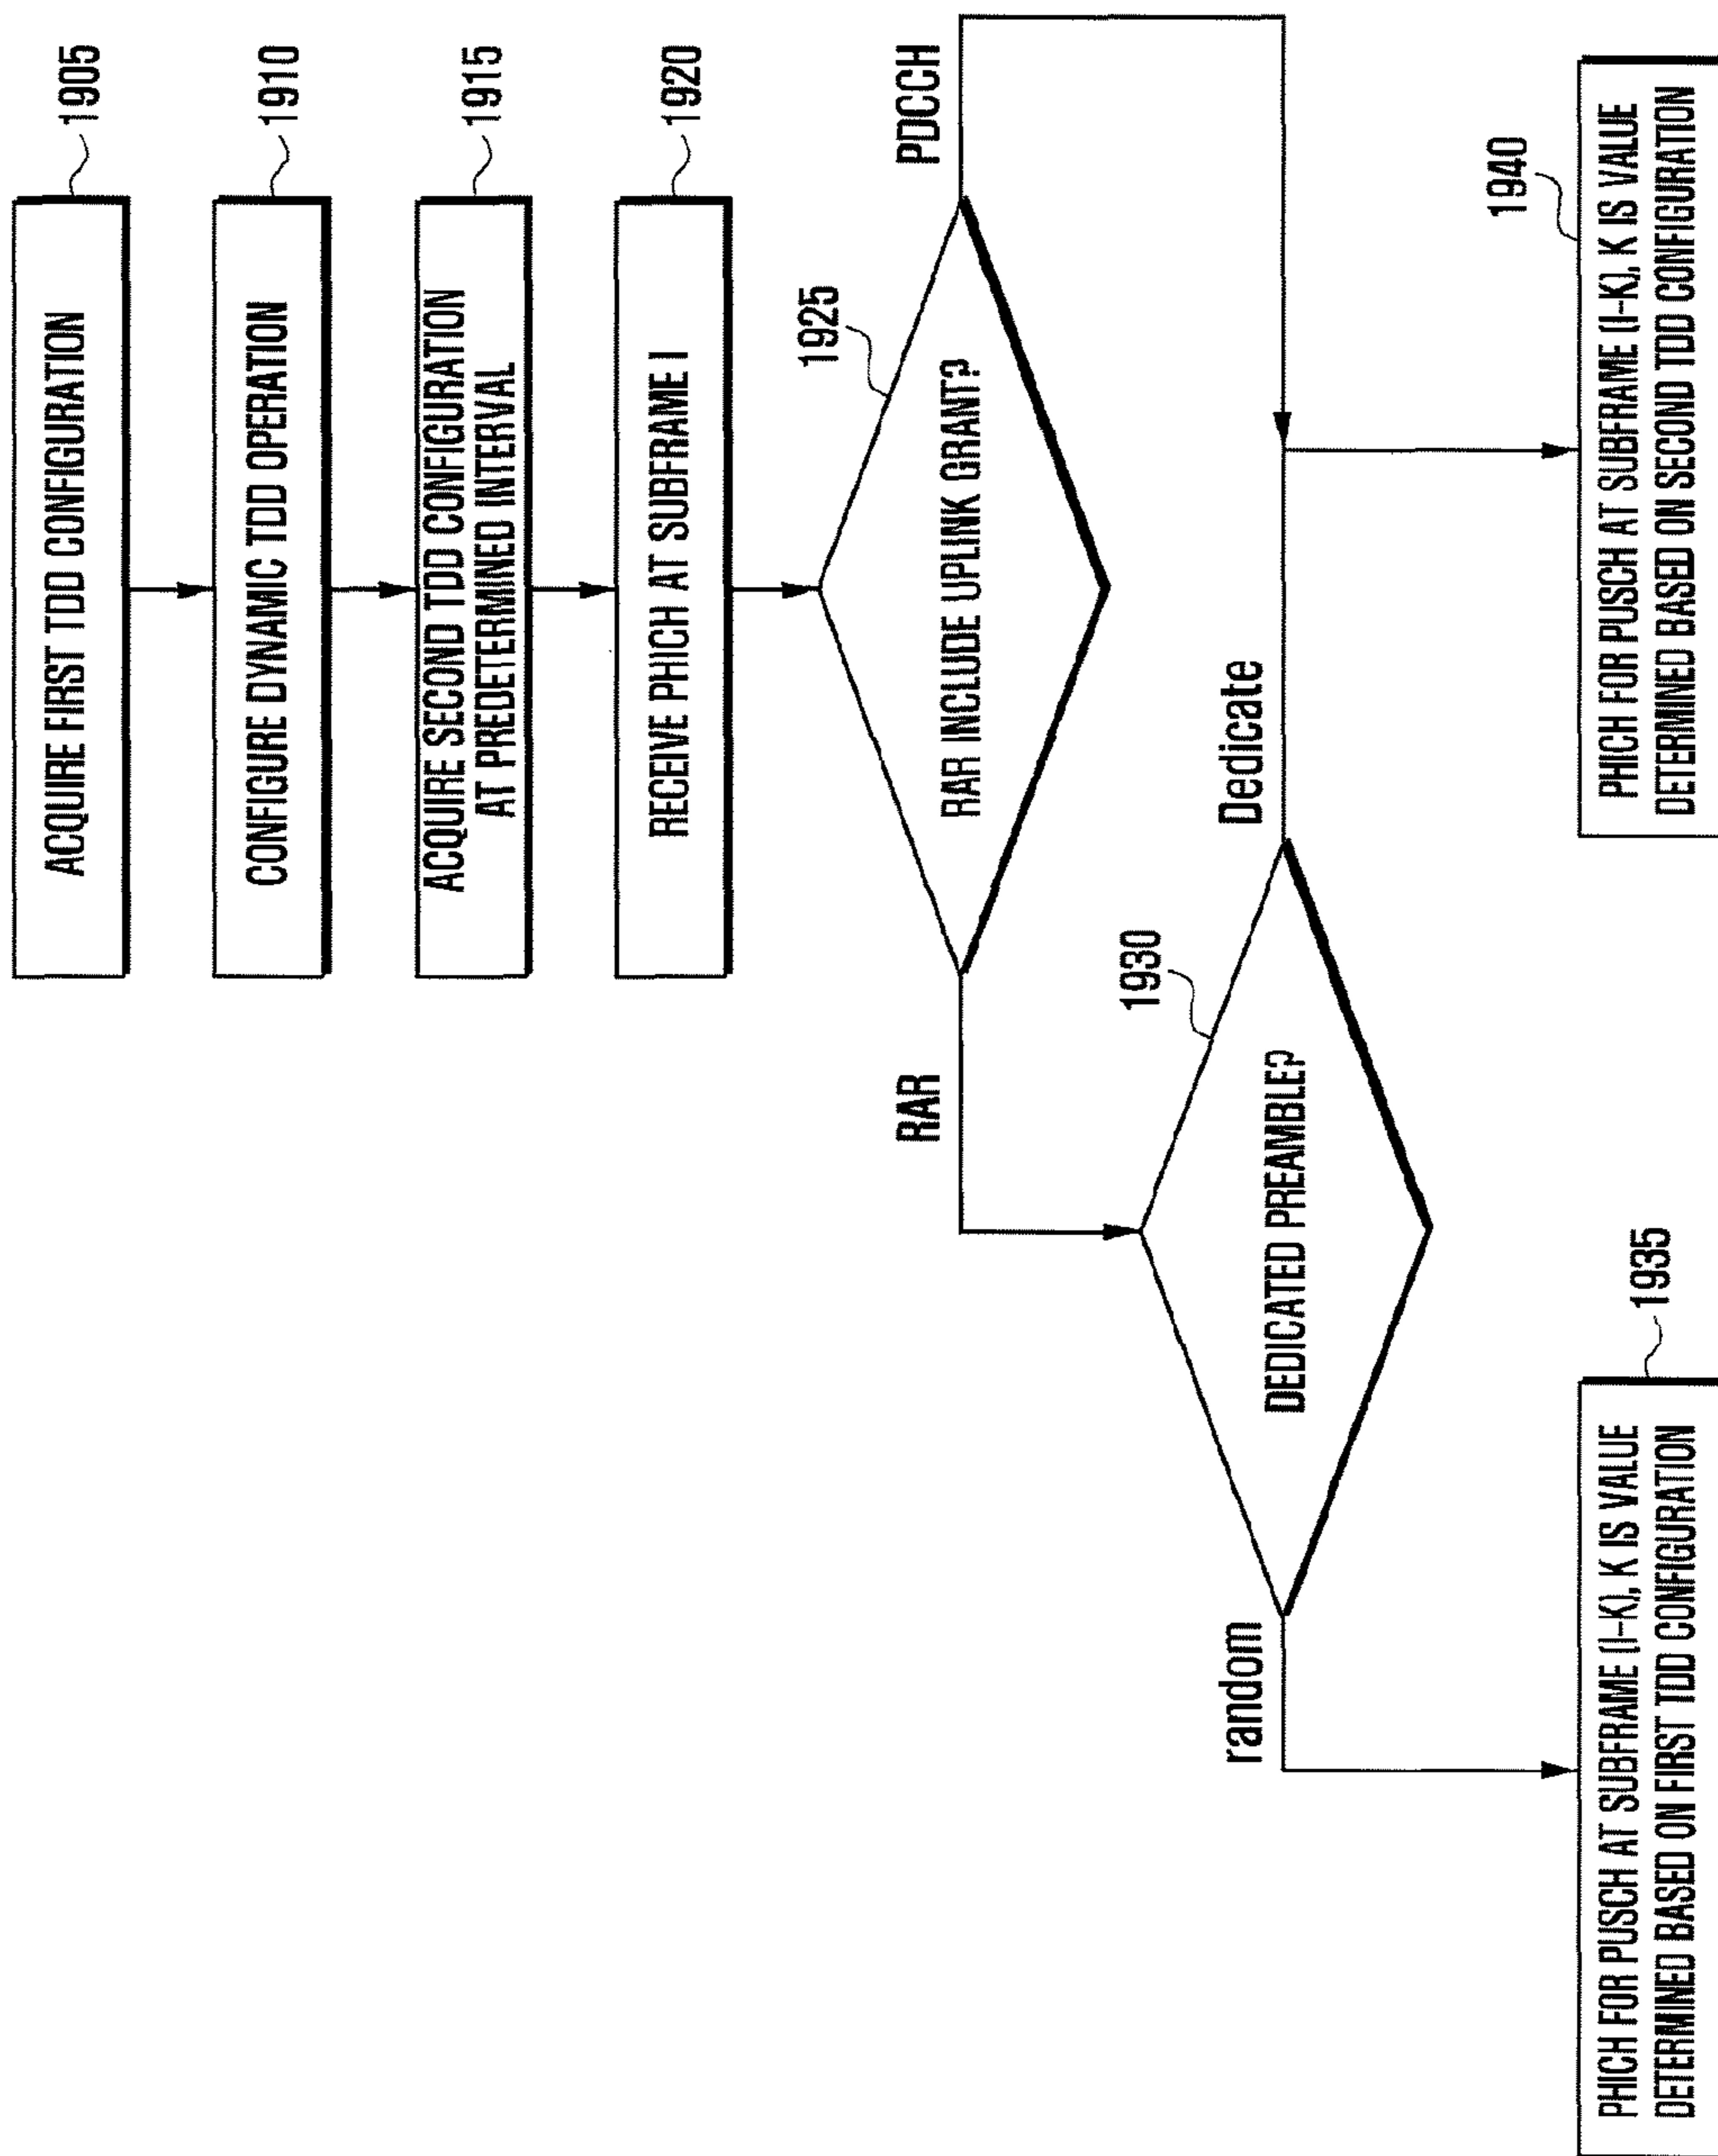 ACQUIRE FIRST TDD CONFIGURATION
1905
CONFIGURE DYNAMIC TDD OPERATION
1910
ACQUIRE SECOND TDD CONFIGURATION
AT PREDETERMINED INTERVAL
1915
RECEIVE PHICH AT SUBFRAME I
1920
1925
RAR INCLUDE UPLINK GRANT?
RAR
PDCCH
1930
DEDICATED PREAMBLE?
random
Dedicate
1935
PHICH FOR PUSCH AT SUBFRAME (I-K), K IS VALUE
DETERMINED BASED ON FIRST TDD CONFIGURATION
1940
PHICH FOR PUSCH AT SUBFRAME (I-K), K IS VALUE
DETERMINED BASED ON SECOND TDD CONFIGURATION